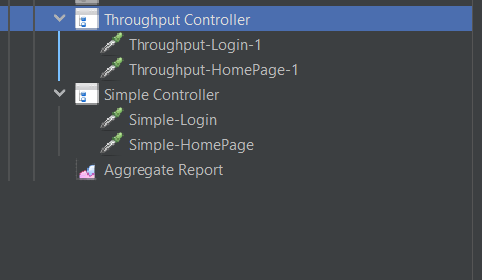 Throughput Controller
Throughput-Login-1
Throughput-HomePage-1
Simple Controller
Simple-Login
Simple-HomePage
Aggregate Report